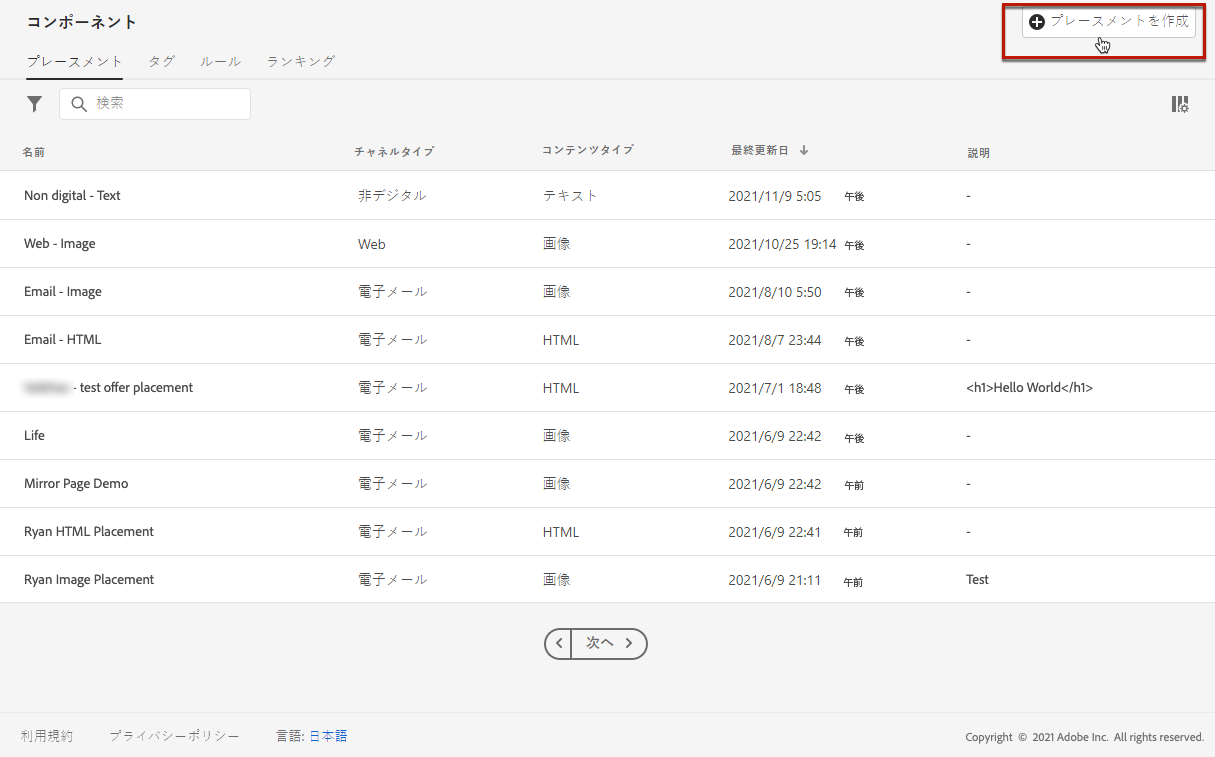 コンポーネント
プレースメントを作成
プレースメント タグ ルール ランキング
検索
名前 チャネルタイプ コンテンツタイプ 最終更新日 説明
Non digital - Text 非デジタル テキスト 2021/11/9 5:05 午後 -
Web - Image Web 画像 2021/10/25 19:14 午後 -
Email - Image 電子メール 画像 2021/8/10 5:50 午後 -
Email - HTML 電子メール HTML 2021/8/7 23:44 午後 -
- test offer placement 電子メール HTML 2021/7/1 18:48 午後 <h1>Hello World</h1>
Life 電子メール 画像 2021/6/9 22:42 午後 -
Mirror Page Demo 電子メール 画像 2021/6/9 22:42 午前 -
Ryan HTML Placement 電子メール HTML 2021/6/9 22:41 午前 -
Ryan Image Placement 電子メール 画像 2021/6/9 21:11 午前 Test
次へ
利用規約 プライバシーポリシー 言語: 日本語 Copyright © 2021 Adobe Inc. All rights reserved.